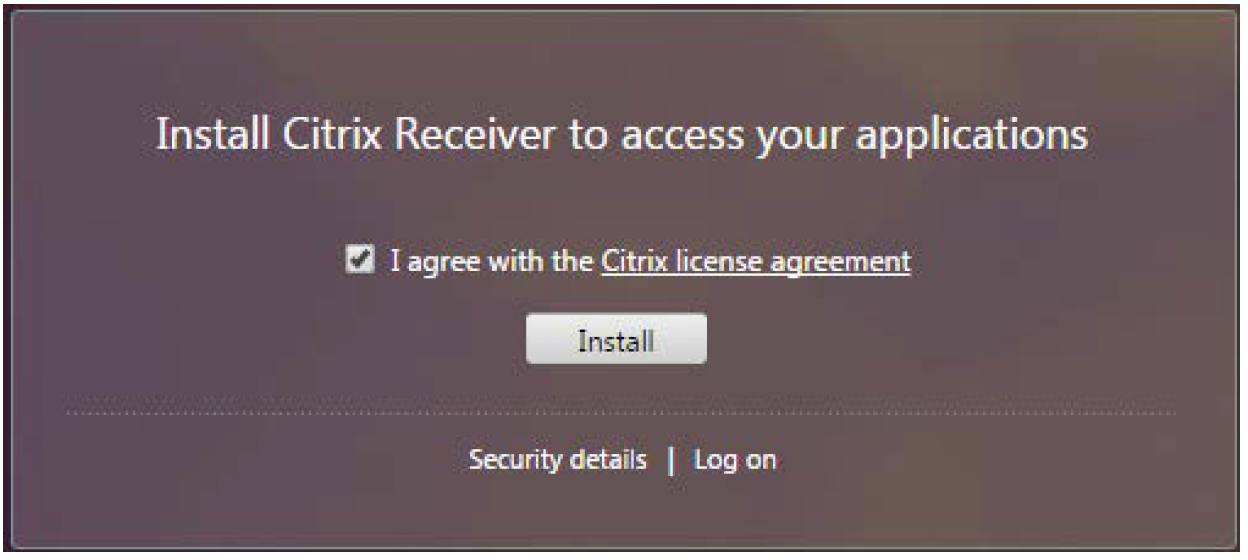 Install Citrix Receiver to access your applications
I agree with the Citrix license agreement
Install
Security details | Log on